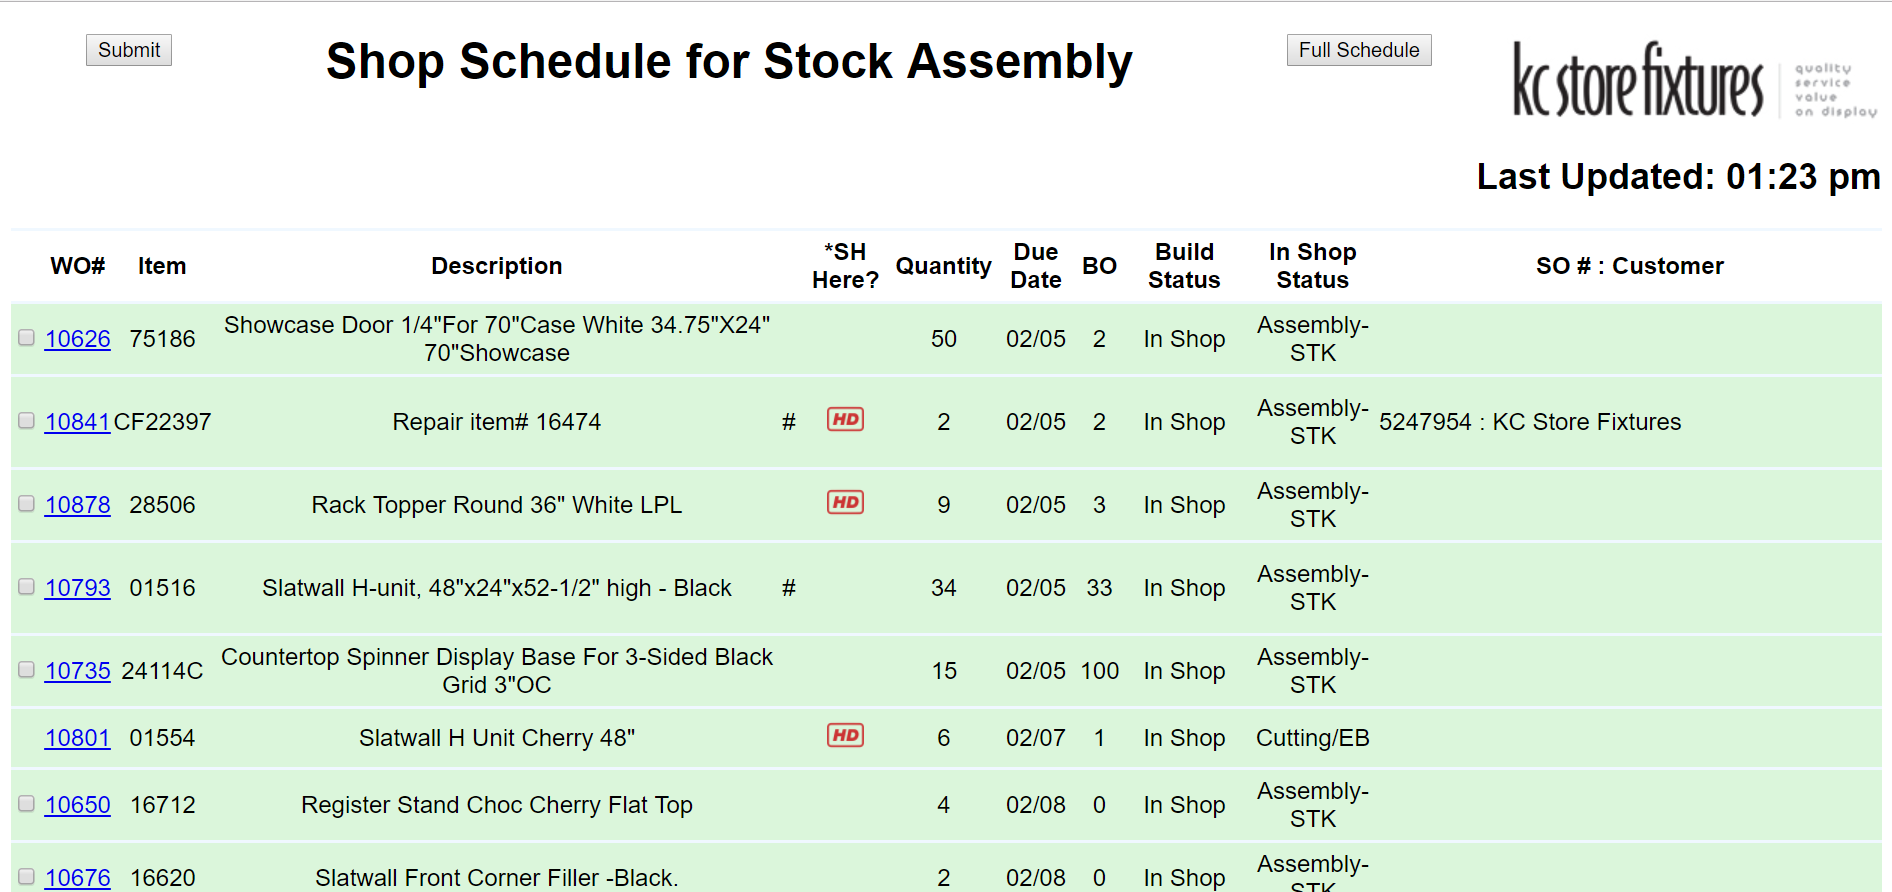 Submit
Shop Schedule for Stock Assembly
Full Schedule
kc store fixtures
quality
service
value
on display
Last Updated: 01:23 pm
WO# Item Description *SH Here? Quantity Due Date BO Build Status In Shop Status SO # : Customer
10626 75186 Showcase Door 1/4"For 70"Case White 34.75"X24" 50 02/05 2 In Shop Assembly-
70"Showcase STK
10841 CF22397 Repair item# 16474 # HD 2 02/05 2 In Shop Assembly- 5247954 : KC Store Fixtures
STK
10878 28506 Rack Topper Round 36" White LPL HD 9 02/05 3 In Shop Assembly-
STK
10793 01516 Slatwall H-unit, 48"x24"x52-1/2" high - Black # 34 02/05 33 In Shop Assembly-
STK
10735 24114C Countertop Spinner Display Base For 3-Sided Black 15 02/05 100 In Shop Assembly-
Grid 3"OC STK
10801 01554 Slatwall H Unit Cherry 48" HD 6 02/07 1 In Shop Cutting/EB
10650 16712 Register Stand Choc Cherry Flat Top 4 02/08 0 In Shop Assembly-
STK
10676 16620 Slatwall Front Corner Filler -Black. 2 02/08 0 In Shop Assembly-
STK